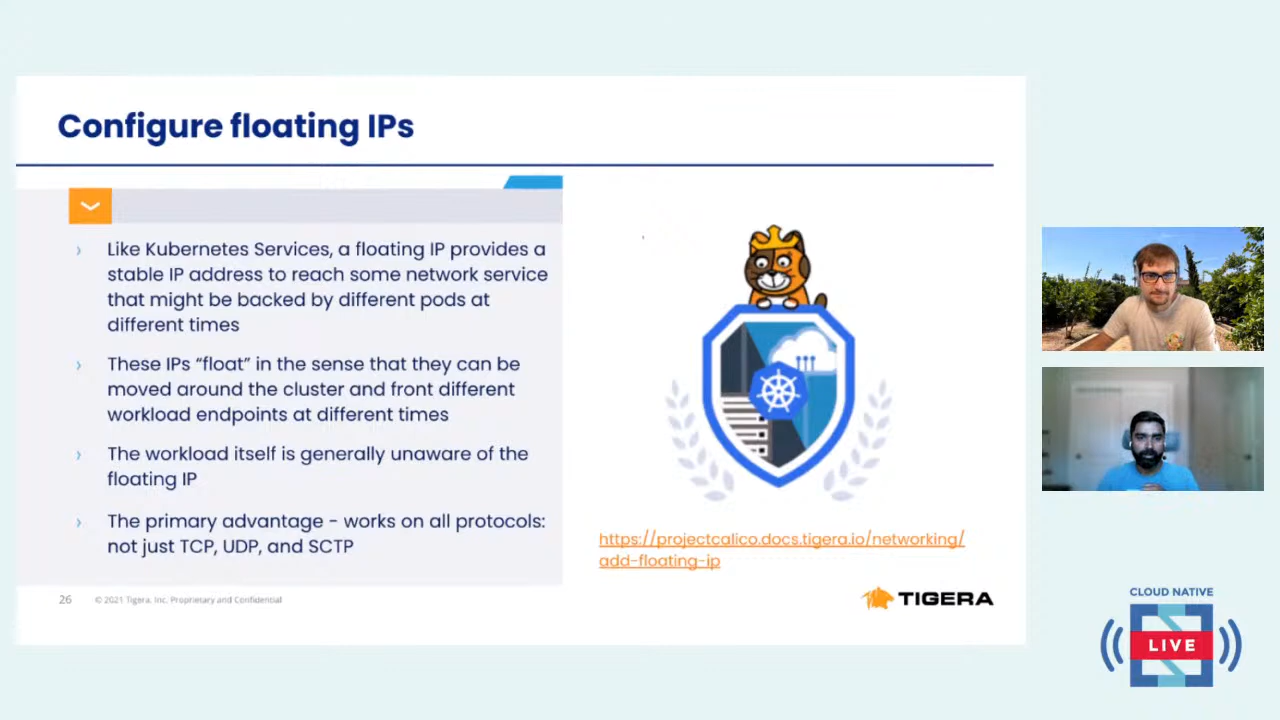 Configure floating IPs
Like Kubernetes Services, a floating IP provides a
stable IP address to reach some network service
that might be backed by different pods at
different times
These IPs “float” in the sense that they can be
moved around the cluster and front different
workload endpoints at different times
The workload itself is generally unaware of the
floating IP
The primary advantage - works on all protocols:
not just TCP, UDP, and SCTP
https://projectcalico.docs.tigera.io/networking/
add-floating-ip
26
© 2021 Tigera, Inc. Proprietary and Confidential
TIGERA
CLOUD NATIVE
LIVE